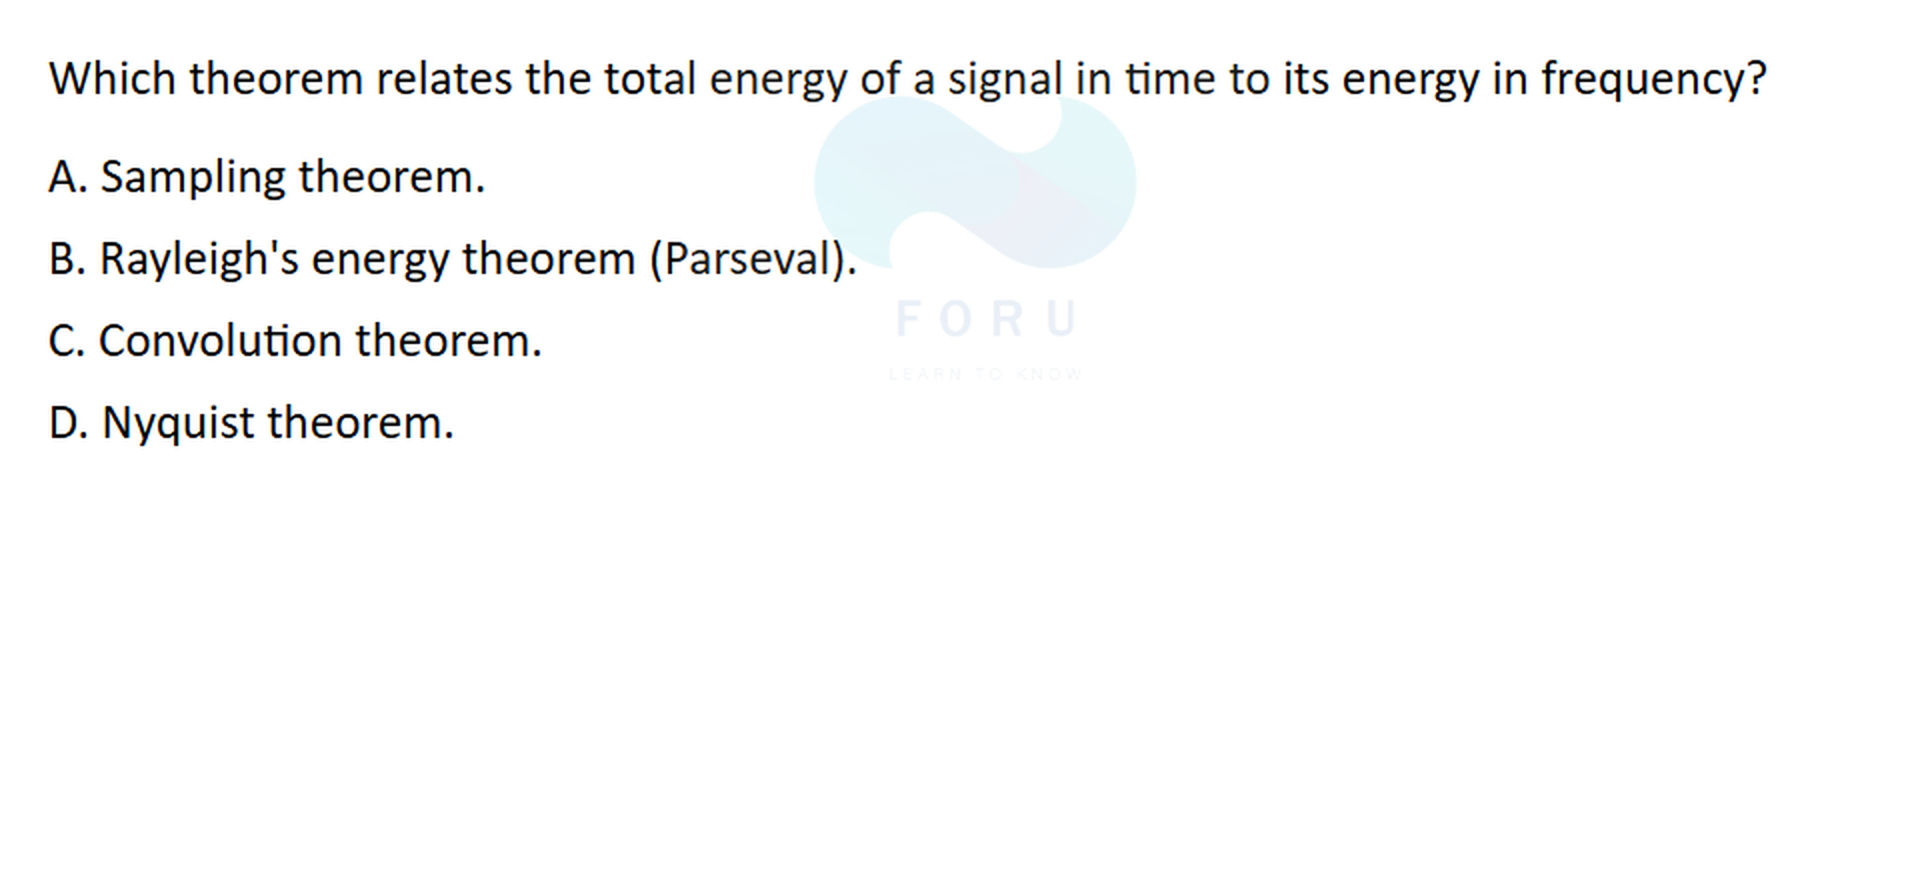 Which theorem relates the total energy of a signal in time to its energy in frequency?
A. Sampling theorem.
B. Rayleigh's energy theorem (Parseval).
C. Convolution theorem.
D. Nyquist theorem.
FORU
LEARN TO KNOW